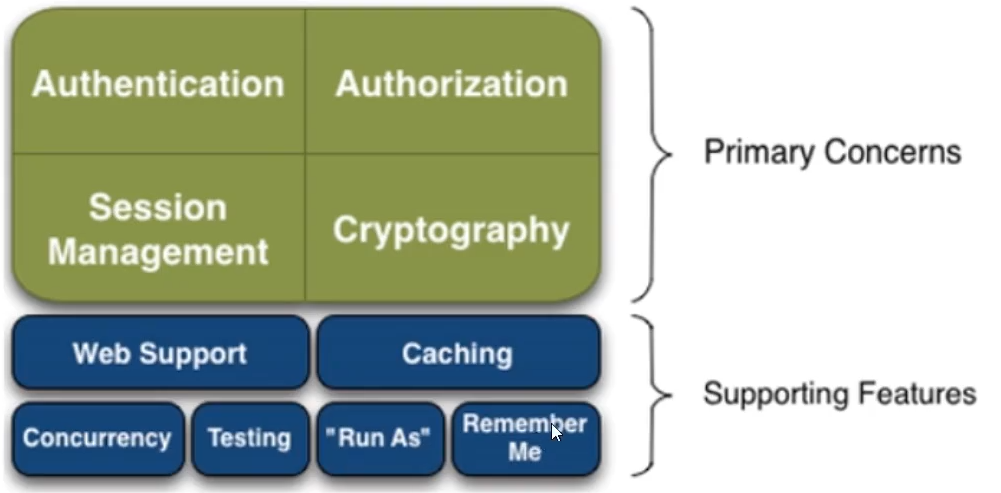 Authentication
Authorization
Session
Management
Cryptography
Primary Concerns
Web Support
Caching
Concurrency
Testing
"Run As"
Remember
Me
Supporting Features